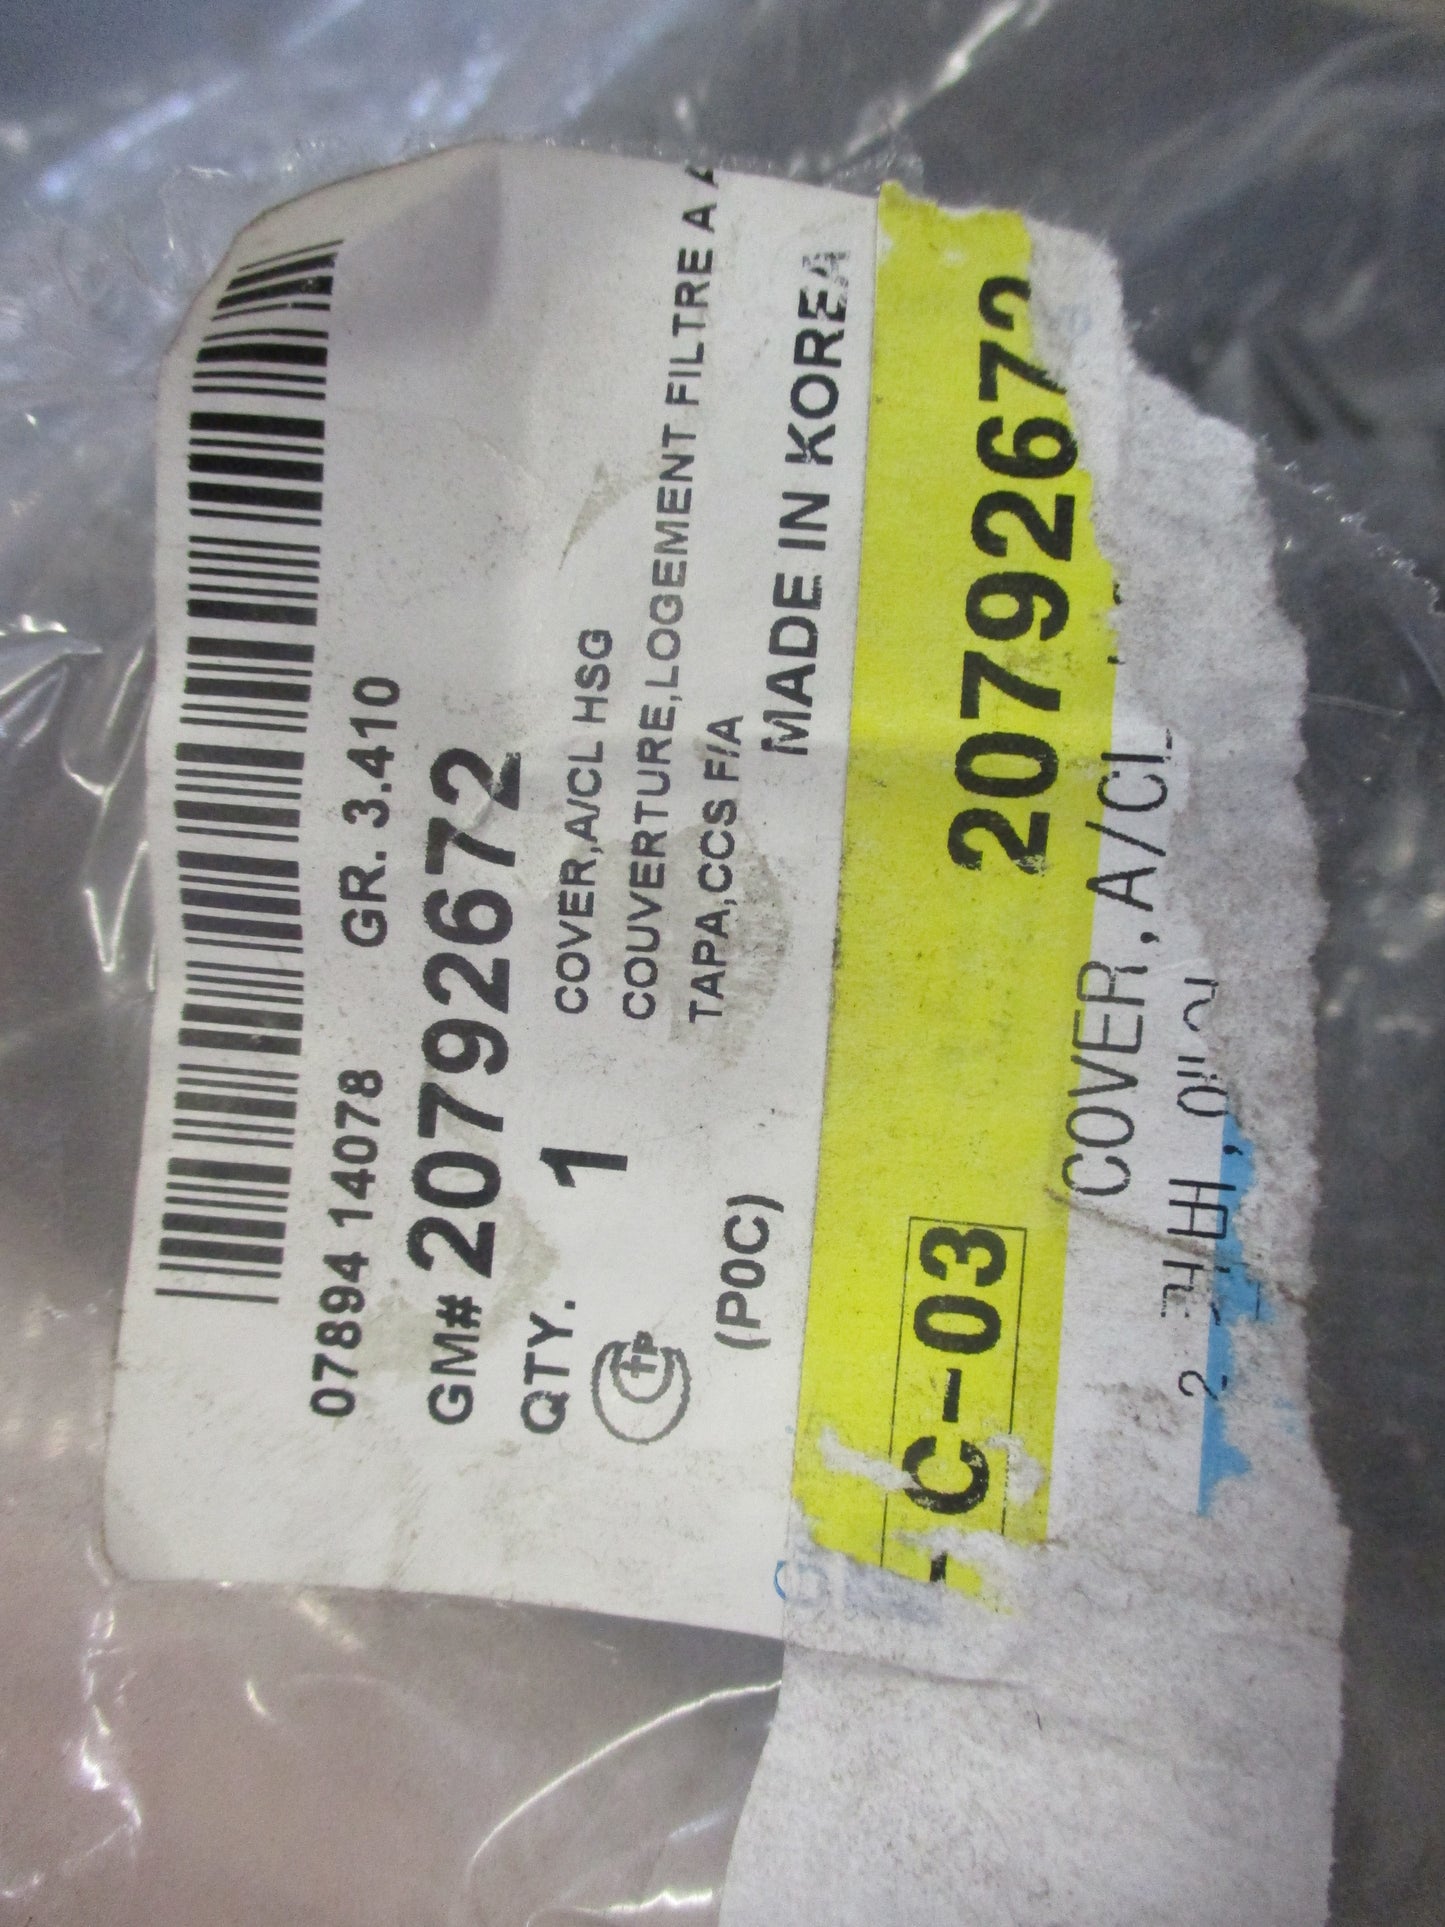 07894 14078 GR. 3.410
GM# 20792672
QTY. 1
COVER,A/CL HSG
COUVERTURE,LOGEMENT FILTRE A
TAPA,CCS F/A
(P0C)
MADE IN KOREA
C-03
2079267
COVER,A/CL